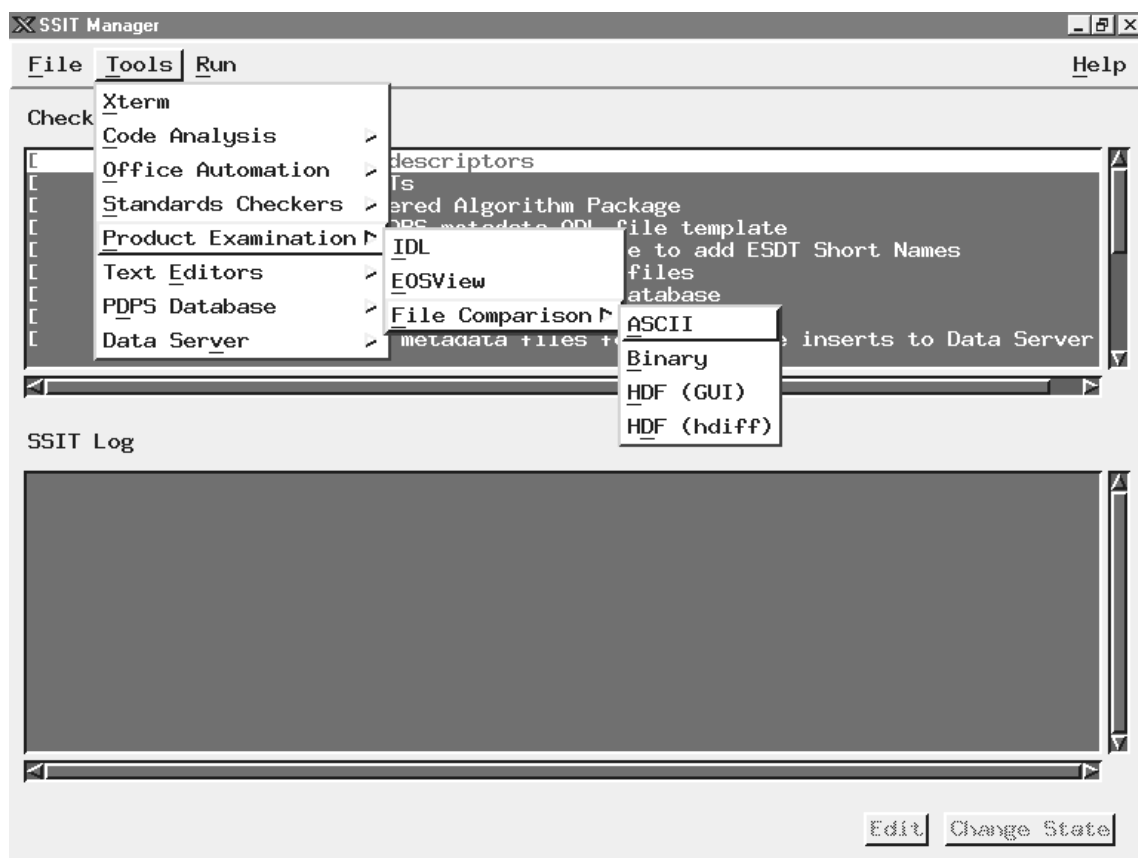 SSIT Manager
File Tools Run Help
Check
Xterm
Code Analysis
Office Automation
Standards Checkers
Product Examination
Text Editors
PDPS Database
Data Server
IDL
EOSView
File Comparison
ASCII
Binary
HDF (GUI)
HDF (hdiff)
[ descriptors
[ Ts
[ ered Algorithm Package
[ metadata ODL file template
[ e to add ESDT Short Names
[ files
[ atabase
[
[ metadata files inserts to Data Server
SSIT Log
Edit Change State